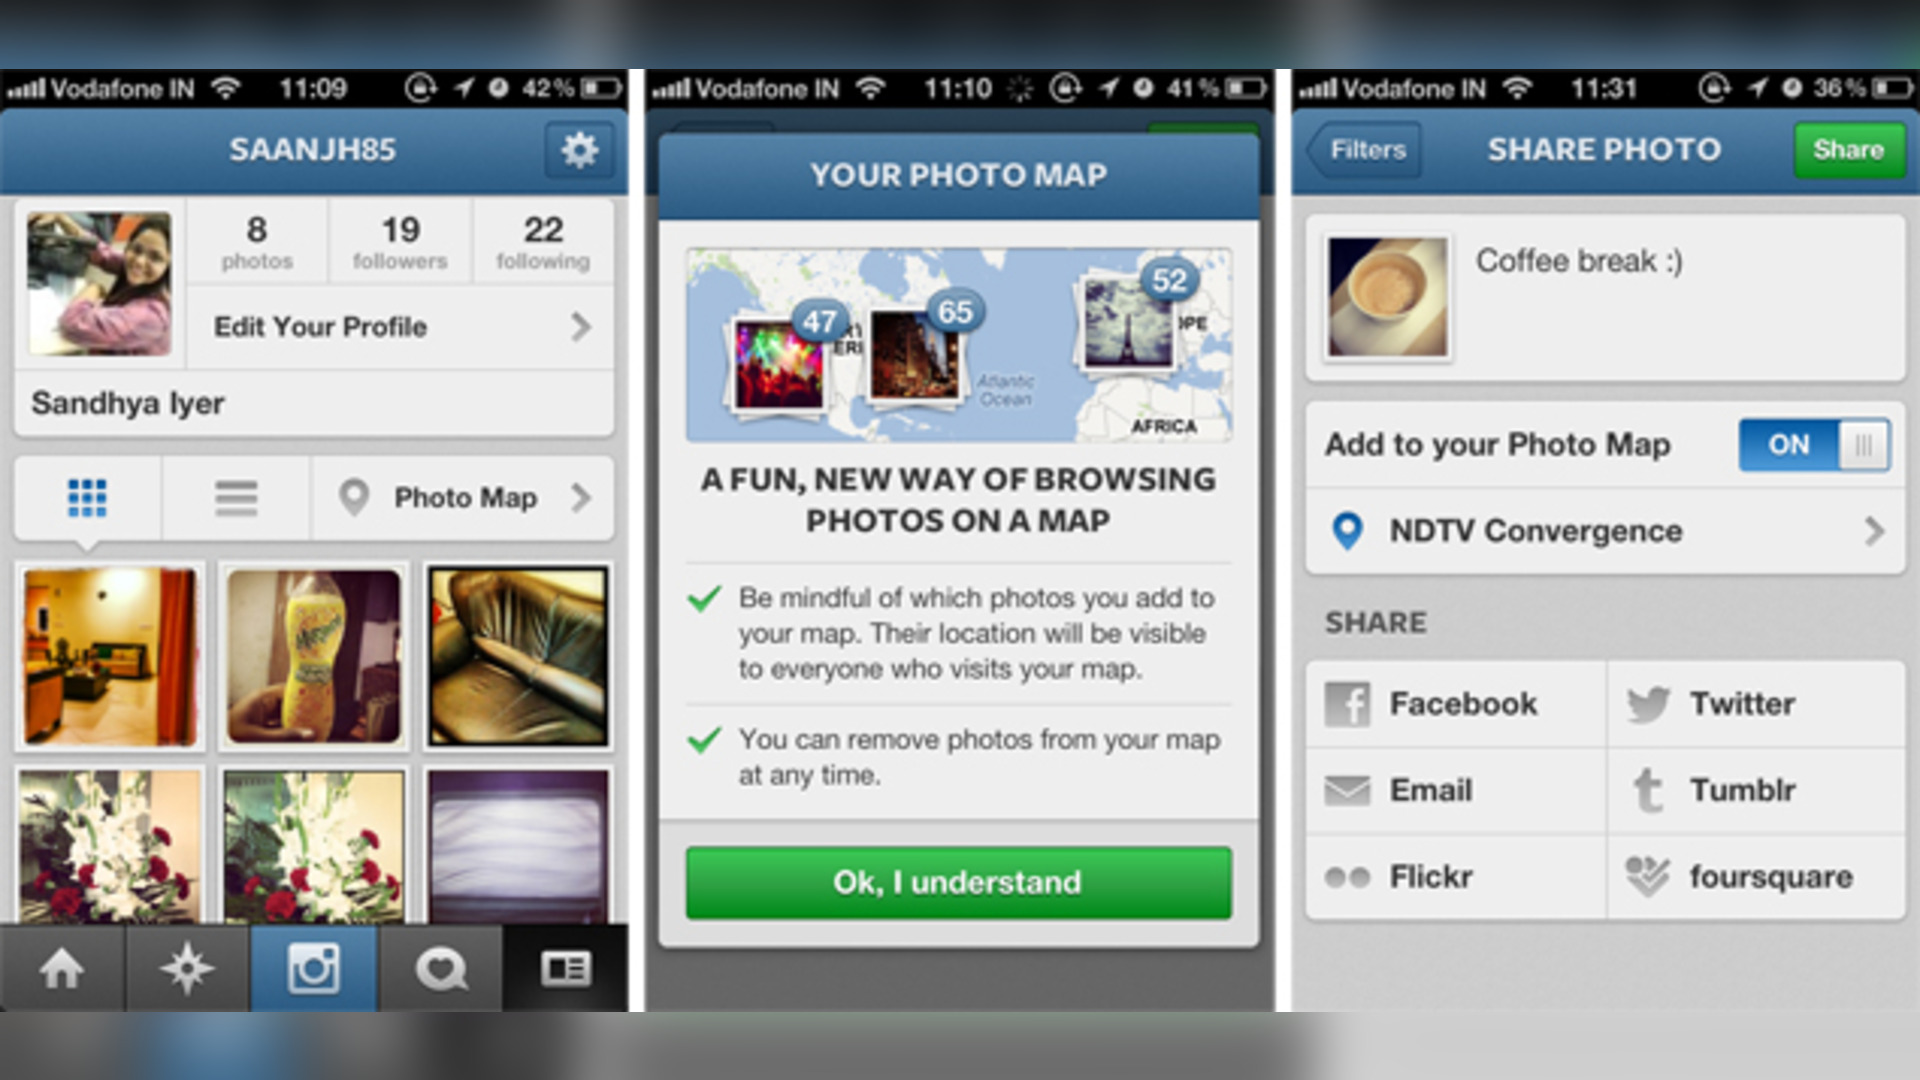 Vodafone IN 11:09 42%
SAANJH85
8
photos
19
followers
22
following
Edit Your Profile
Sandhya Iyer
Photo Map
Vodafone IN 11:10 41%
YOUR PHOTO MAP
47
65
52
Atlantic
Ocean
AFRICA
A FUN, NEW WAY OF BROWSING
PHOTOS ON A MAP
Be mindful of which photos you add to
your map. Their location will be visible
to everyone who visits your map.
You can remove photos from your map
at any time.
Ok, I understand
Vodafone IN 11:31 36%
Filters
SHARE PHOTO
Share
Coffee break :)
Add to your Photo Map
ON
NDTV Convergence
SHARE
Facebook
Twitter
Email
Tumblr
Flickr
foursquare